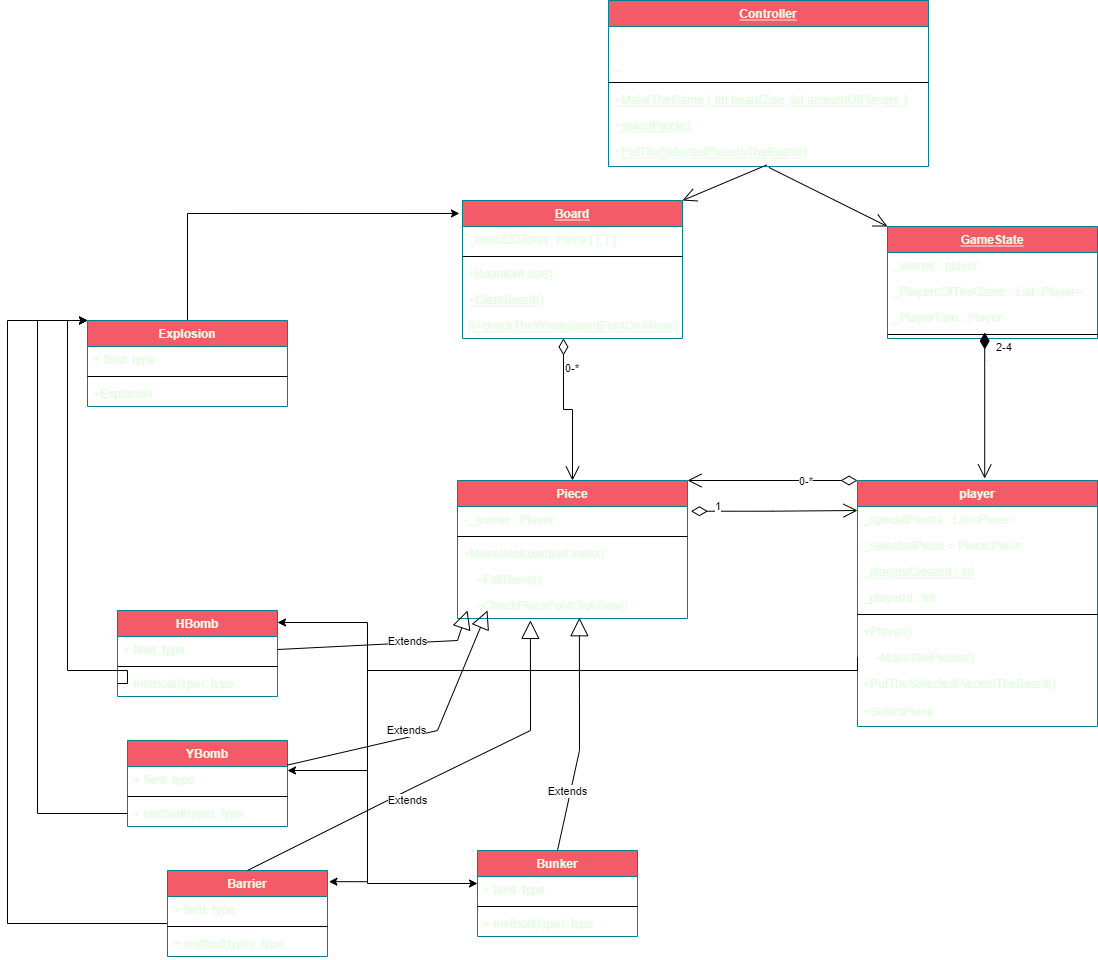 Controller
+MakeTheGame ( Int boardZise, int amountOfPlayers )
+selectPiece()
+PutTheSelectedPieceInTheBoard()
Board
_board2DArray: Piece [ ], [ ]
+Board(int size)
+ClearBoard()
//+checkTheWholeBoardFor4OnARow(
GameState
_winner : player
_PlayersOfTheGame : List<Player>
_PlayerTurn : Player
2-4
Explosion
+ field: type
+Explosion
0-*
Piece
- _owner : Player
+MoveIntoBoard(int index)
~FallDown()
~CheckPieceFor4OnARow()
0-*
1
player
_specialPieces : List<Piece>
_selectedPiece = Piece.Piece
_playersCreated : int
_playerId : int
+Player()
-MakeThePieces()
+PutTheSelectedPieceInTheBoard()
+SelectPiece
HBomb
+ field: type
method(type): type
Extends
YBomb
+ field: type
+ method(type): type
Extends
Barrier
+ field: type
+ method(type): type
Extends
Bunker
+ field: type
+ method(type): type
Extends